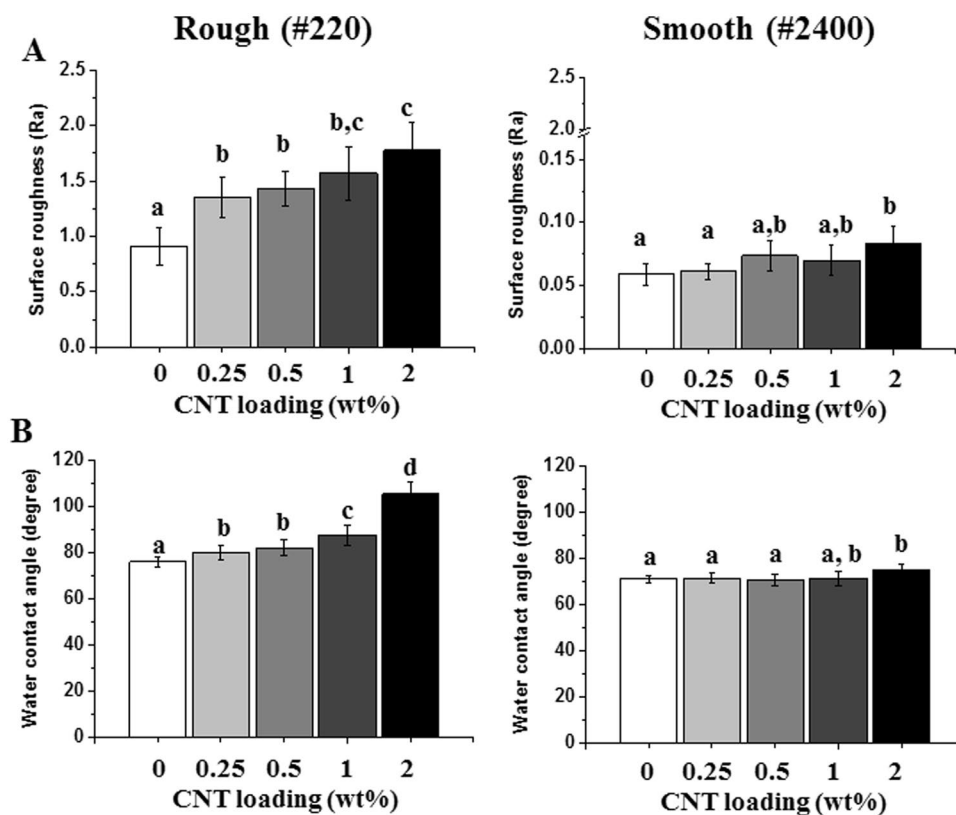 Rough (#220)
Smooth (#2400)
A
Surface roughness (Ra)
2.5
2.0
1.5
1.0
0.5
0.0
a
b
b
b,c
c
0 0.25 0.5 1 2
CNT loading (wt%)
Surface roughness (Ra)
2.5
2.0
0.15
0.10
0.05
0.00
a
a
a,b
a,b
b
0 0.25 0.5 1 2
CNT loading (wt%)
B
Water contact angle (degree)
120
100
80
60
40
20
0
a
b
b
c
d
0 0.25 0.5 1 2
CNT loading (wt%)
Water contact angle (degree)
120
100
80
60
40
20
0
a
a
a
a, b
b
0 0.25 0.5 1 2
CNT loading (wt%)